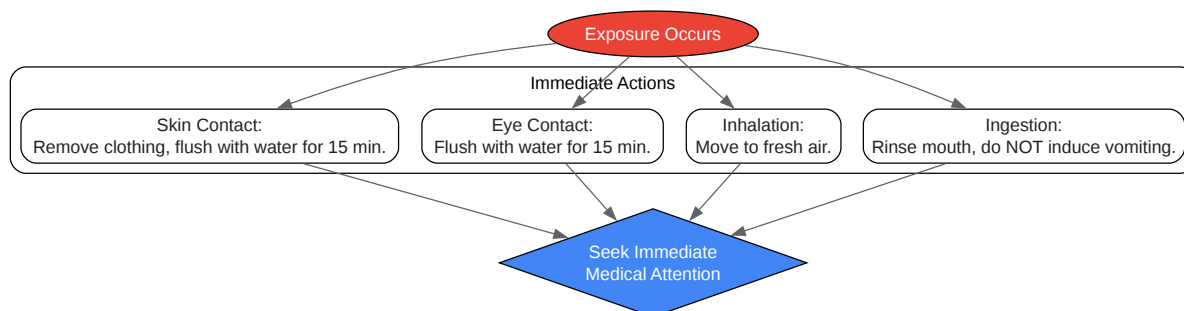 Exposure Occurs
Immediate Actions
Skin Contact:
Remove clothing, flush with water for 15 min.
Eye Contact:
Flush with water for 15 min.
Inhalation:
Move to fresh air.
Ingestion:
Rinse mouth, do NOT induce vomiting.
Seek Immediate
Medical Attention